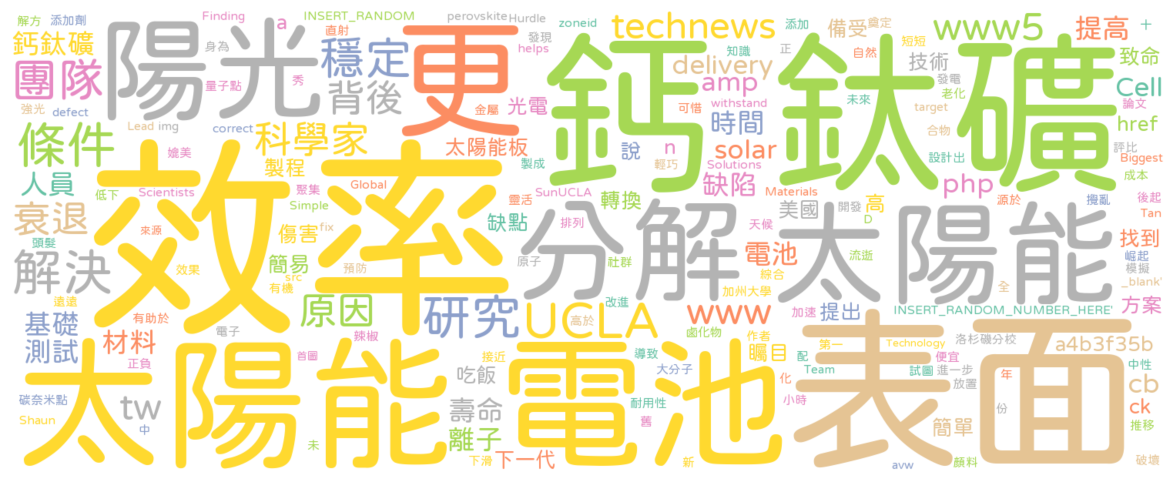 解方 添加劑 Finding a INSERT_RANDOM perovskite Hurdle zoneid 添加 備受 奠定 www5 提高 +
鈣鈦礦 陽光 身為 直射 穩定 更 發現 helps 鈣 technews 知識 正 短短 自然 技術 致命
團隊 量子點 秀 背後 光電 金屬 delivery amp 可惜 withstand 未來 鈦 發電 老化 礦 Cell 論文
強光 defect Lead img correct 科學家 太陽能板 n 說 時間 target 合物 href
條件 媲美 製程 聚集 製成 輕巧 solar 設計出 評比 Biggest
人員 低下 Scientists Global Simple 靈活 SunUCLA Solutions 缺陷 Materials php 成本
衰退 效率 傷害 fix 缺點 排列 轉換 美國 開發 高 D 源於 攪亂 後起 Tan
頭髮 來源 簡易 分解 天候 電池 流逝 太陽能 找到 崛起
解決 效果 src 有機 預防 原子 社群 綜合 模擬 _blank'
遠遠 原因 研究 改進 加州大學 www 加速 提出 全 INSERT_RANDOM_NUMBER_HERE' 方案
基礎 有助於 電子 辣椒 UCLA 高於 鹵化物 作者 第一 表面 Technology 洛杉磯分校 a4b3f35b
測試 材料 正負 首圖 接近 導致 矚目 配 便宜 中性
太陽能 吃飯 電池 大分子 Team 試圖 進一步 放置 cb
碳奈米點 tw 壽命 耐用性 化 小時 年 份 ck
Shaun 中 離子 舊 簡單 推移
未 下滑 下一代 新 avw 顏料 破壞